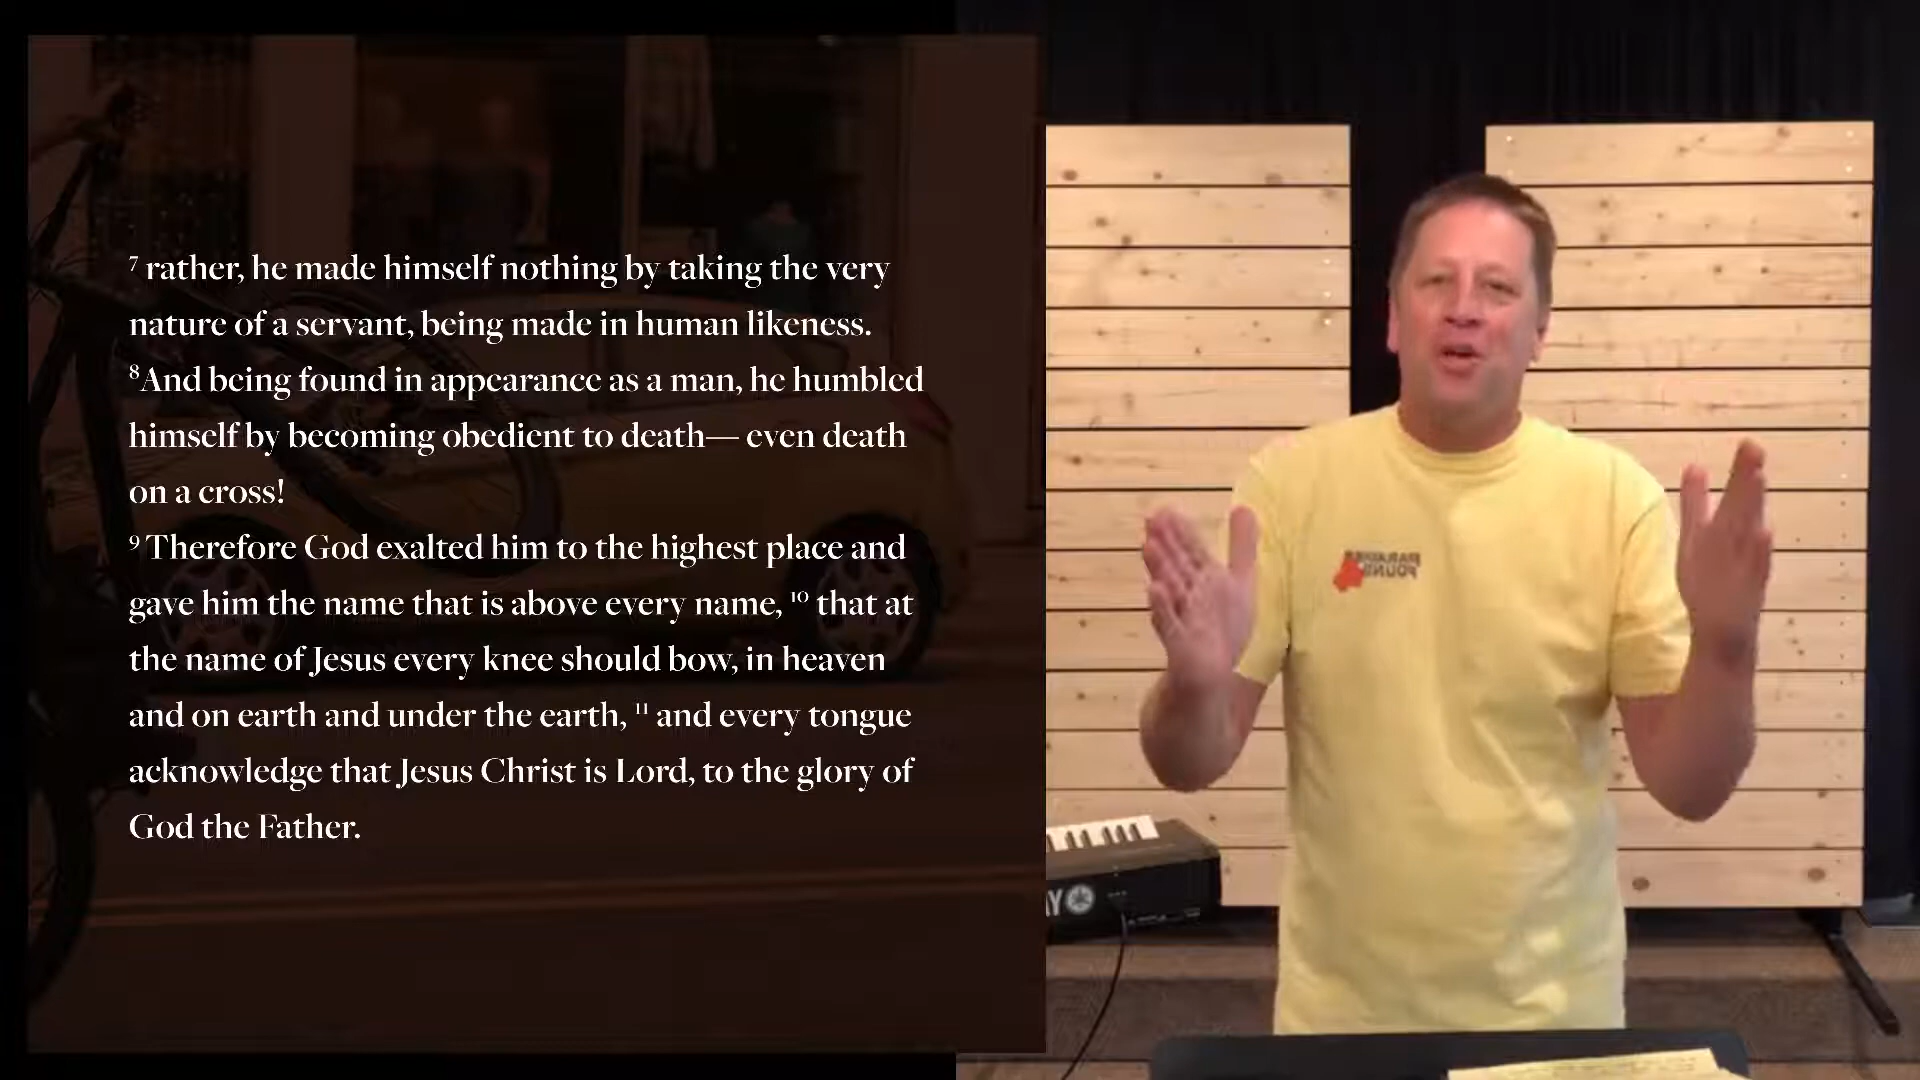 ⁷ rather, he made himself nothing by taking the very
nature of a servant, being made in human likeness.
⁸And being found in appearance as a man, he humbled
himself by becoming obedient to death— even death
on a cross!
⁹ Therefore God exalted him to the highest place and
gave him the name that is above every name, ¹⁰ that at
the name of Jesus every knee should bow, in heaven
and on earth and under the earth, ¹¹ and every tongue
acknowledge that Jesus Christ is Lord, to the glory of
God the Father.